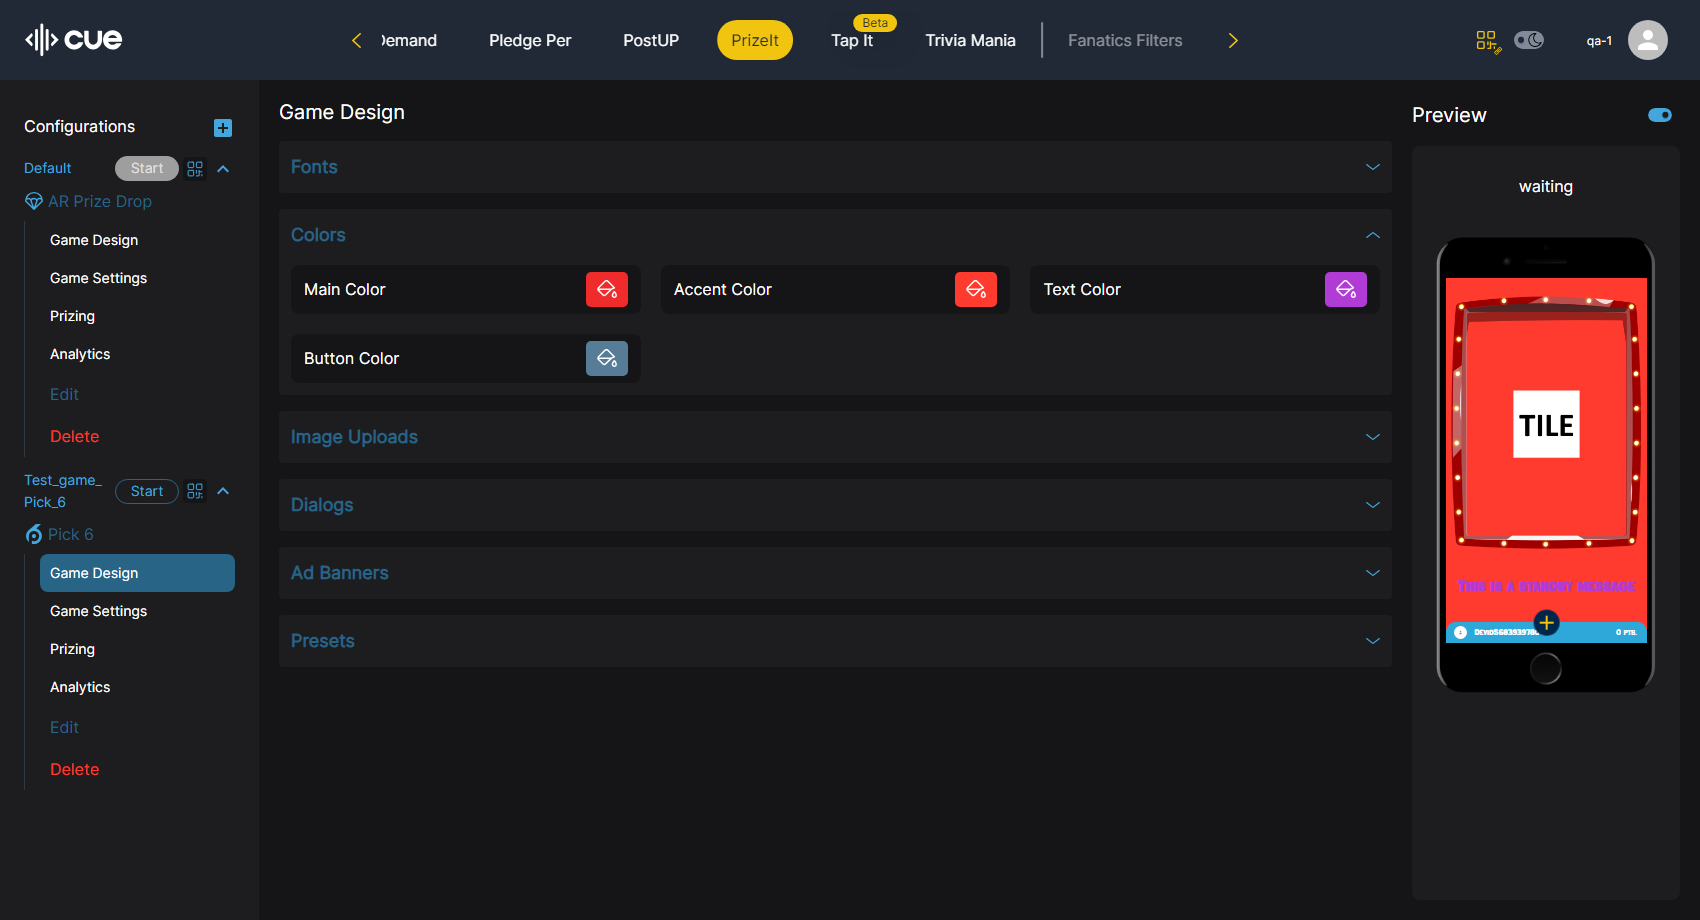 cue
Demand
Pledge Per
PostUP
PrizeIt
Beta
Tap It
Trivia Mania
Fanatics Filters
qa-1
Configurations
Default
Start
AR Prize Drop
Game Design
Game Settings
Prizing
Analytics
Edit
Delete
Test_game_
Pick_6
Start
Pick 6
Game Design
Game Settings
Prizing
Analytics
Edit
Delete
Game Design
Fonts
Colors
Main Color
Accent Color
Text Color
Button Color
Image Uploads
Dialogs
Ad Banners
Presets
Preview
waiting
TILE
This is a standby message
0 pts.